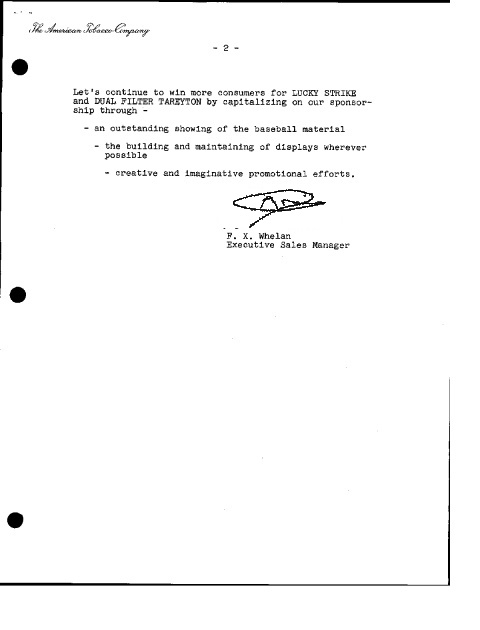 The American Tobacco Company
- 2 -
Let's continue to win more consumers for LUCKY STRIKE
and DUAL FILTER TAREYTON by capitalizing on our sponsor-
ship through -
- an outstanding showing of the baseball material
- the building and maintaining of displays wherever
possible
- creative and imaginative promotional efforts.
F. X. Whelan
Executive Sales Manager